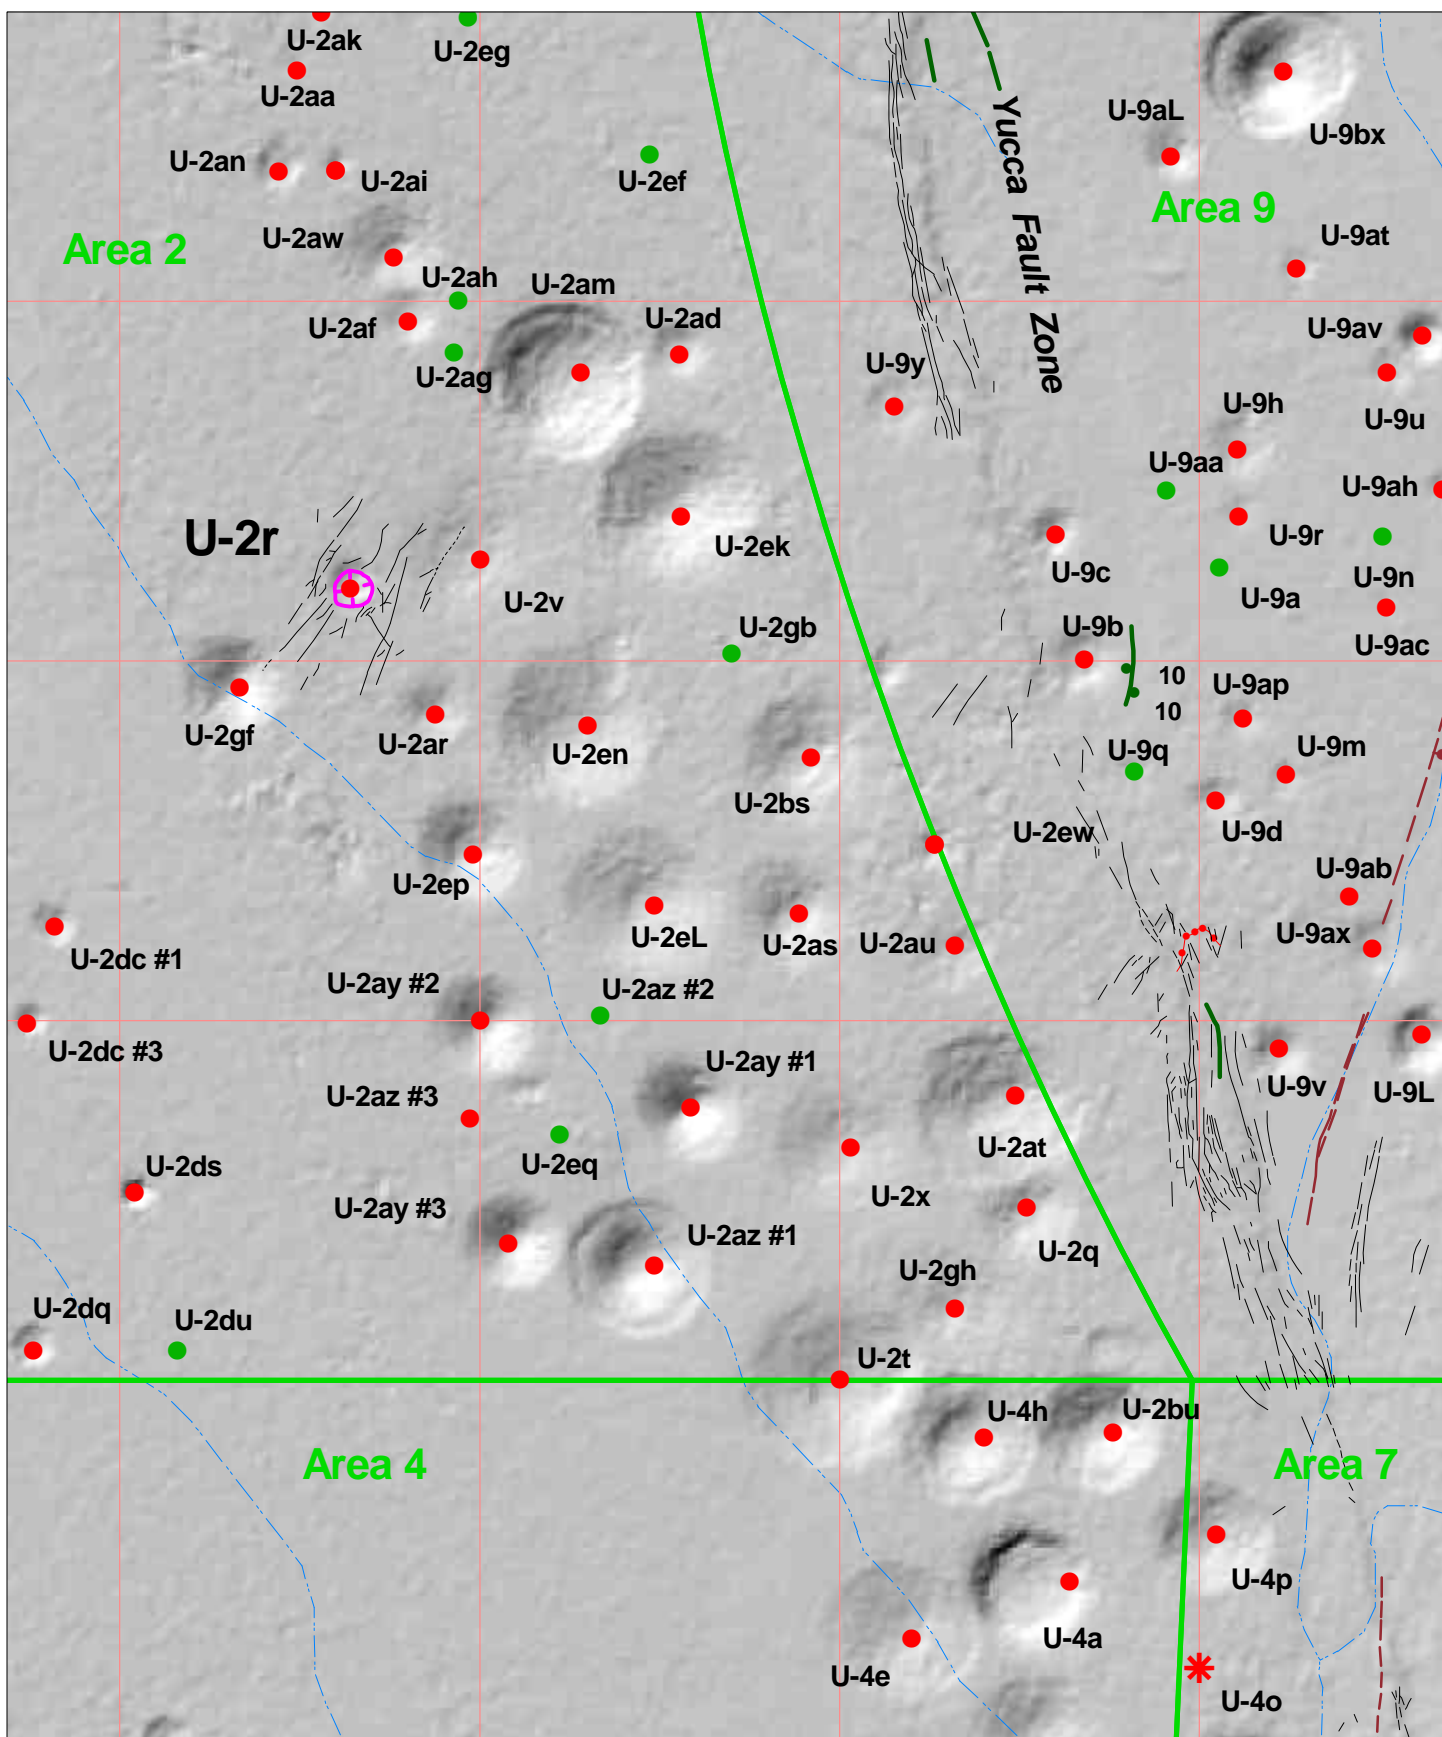 U-2ak
U-2eg
U-2aa
U-9aL
U-9bx
U-2an
U-2ai
U-2ef
Yucca Fault Zone
Area 9
U-2aw
Area 2
U-9at
U-2ah
U-2am
U-2af
U-2ad
U-9av
U-2ag
U-9y
U-9u
U-9h
U-9aa
U-9ah
U-2r
U-2ek
U-9r
U-9c
U-9n
U-2v
U-9a
U-9b
U-2gb
U-9ac
10
U-9ap
10
U-2gf
U-2ar
U-2en
U-9q
U-9m
U-2bs
U-2ew
U-9d
U-2ep
U-9ab
U-2eL
U-2as
U-2au
U-9ax
U-2dc #1
U-2ay #2
U-2az #2
U-2dc #3
U-2ay #1
U-9v
U-9L
U-2az #3
U-2eq
U-2at
U-2ds
U-2x
U-2ay #3
U-2az #1
U-2q
U-2gh
U-2dq
U-2du
U-2t
U-4h
U-2bu
Area 4
Area 7
U-4p
U-4a
U-4e
U-4o